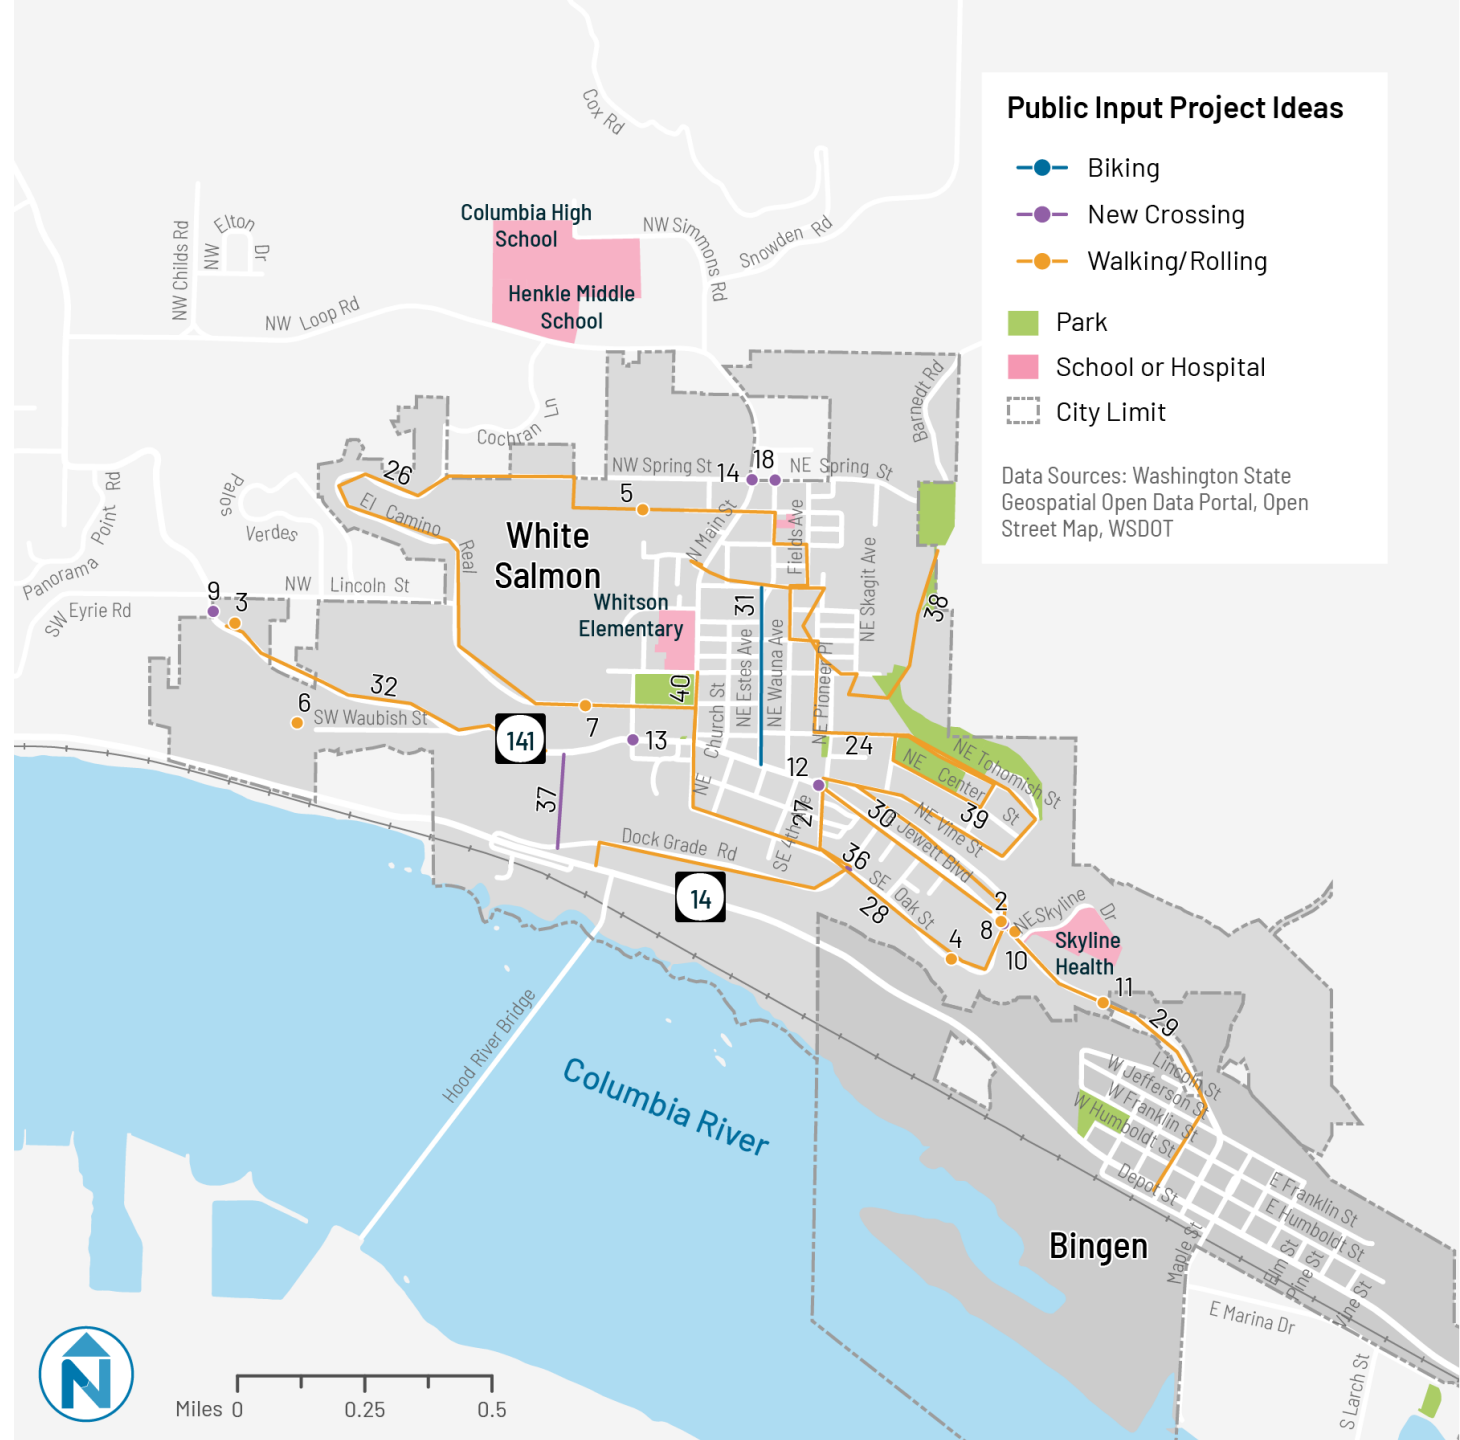 Public Input Project Ideas
Biking
New Crossing
Walking/Rolling
Park
School or Hospital
City Limit
Data Sources: Washington State
Geospatial Open Data Portal, Open
Street Map, WSDOT
Cox Rd
Columbia High
School
Henkle Middle
School
NW Simmons Rd
Snowden Rd
NW Childs Rd
NW Elton Dr
NW Loop Rd
Barnedt Rd
Cochran Ln
NW Spring St
14
18
NE Spring St
26
5
El Camino Real
White
Salmon
N Main St
Fields Ave
NE Skagit Ave
38
Palos
Verdes
Panorama Point Rd
NW Lincoln St
SW Eyrie Rd
9
3
Whitson
Elementary
31
NE Estes Ave
NE Wauna Ave
NE Pioneer Pl
32
6
SW Waubish St
141
7
40
13
NE Church St
24
12
27
NE Tohomish St
NE Center St
39
37
Dock Grade Rd
SE 4th Ave
30
NE Vine St
Jewett Blvd
36
SE Oak St
28
14
2
NE Skyline Dr
8
4
10
Skyline
Health
11
29
Hood River Bridge
Columbia River
Lincoln St
W Jefferson St
W Franklin St
W Humboldt St
Depot St
Bingen
Maple St
E Franklin St
E Humboldt St
Elm St
Pine St
Vine St
E Marina Dr
S Larch St
N
Miles 0 0.25 0.5